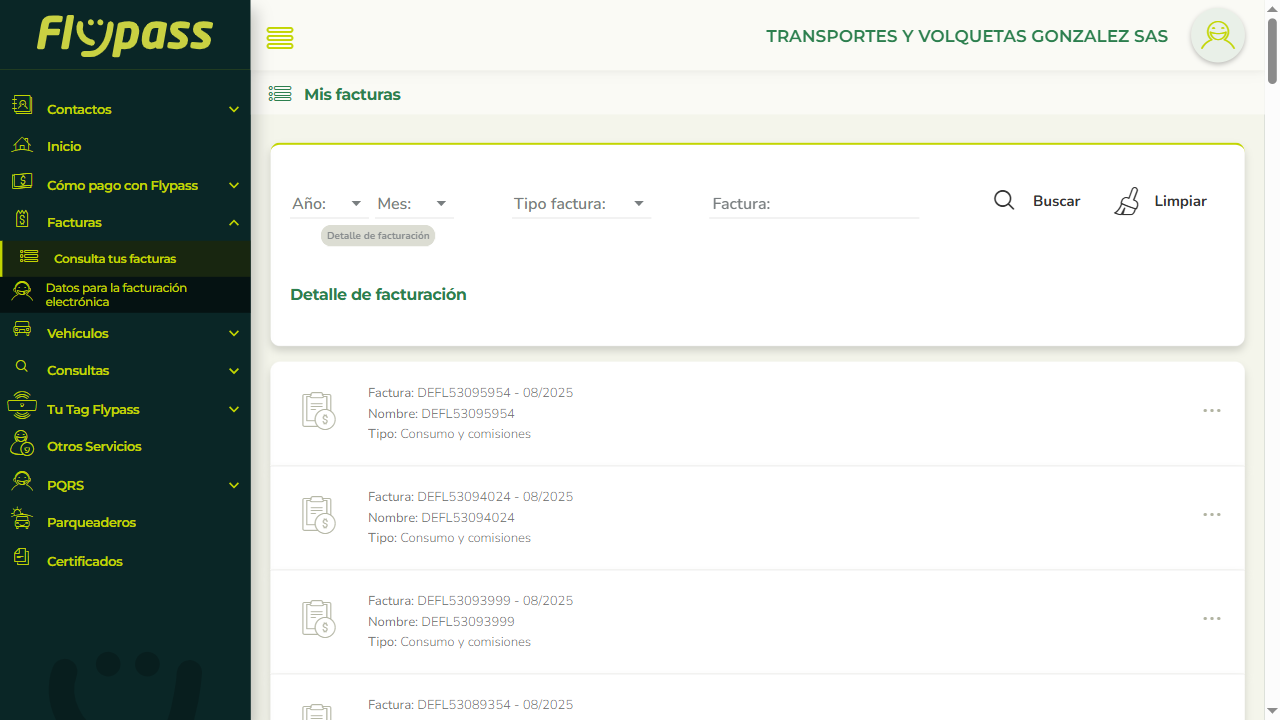 Flypass
TRANSPORTES Y VOLQUETAS GONZALEZ SAS
Mis facturas
Contactos
Inicio
Cómo pago con Flypass
Facturas
Consulta tus facturas
Datos para la facturación
electrónica
Vehículos
Consultas
Tu Tag Flypass
Otros Servicios
PQRS
Parqueaderos
Certificados
Año:
Mes:
Tipo factura:
Factura:
Buscar
Limpiar
Detalle de facturación
Detalle de facturación
Factura: DEFL53095954 - 08/2025
Nombre: DEFL53095954
Tipo: Consumo y comisiones
Factura: DEFL53094024 - 08/2025
Nombre: DEFL53094024
Tipo: Consumo y comisiones
Factura: DEFL53093999 - 08/2025
Nombre: DEFL53093999
Tipo: Consumo y comisiones
Factura: DEFL53089354 - 08/2025